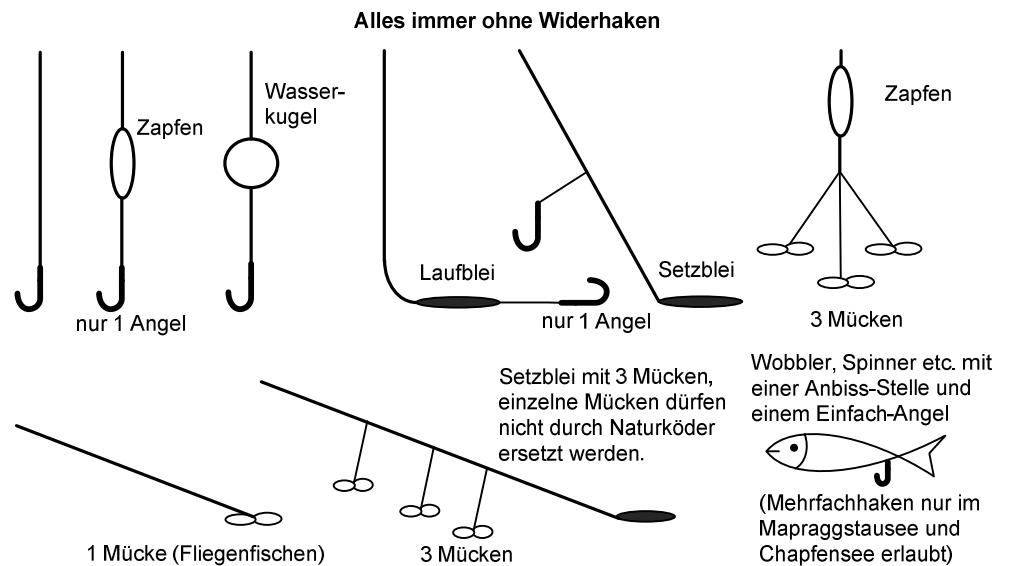 Alles immer ohne Widerhaken
Zapfen
Wasser-
kugel
nur 1 Angel
Laufblei
Setzblei
nur 1 Angel
Zapfen
3 Mücken
1 Mücke (Fliegenfischen)
3 Mücken
Setzblei mit 3 Mücken,
einzelne Mücken dürfen
nicht durch Naturköder
ersetzt werden.
Wobbler, Spinner etc. mit
einer Anbiss-Stelle und
einem Einfach-Angel
(Mehrfachhaken nur im
Mapraggstausee und
Chapfensee erlaubt)